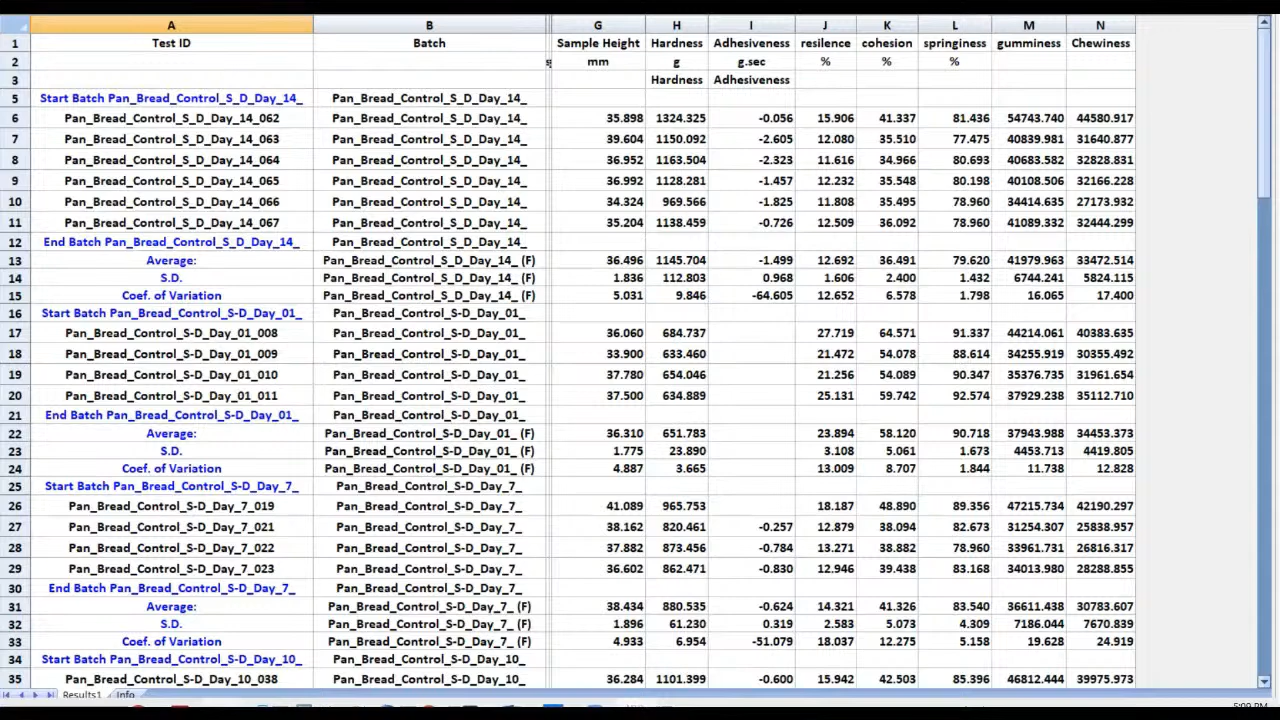 A B G H I J K L M N
1 Test ID Batch Sample Height Hardness Adhesiveness resilence cohesion springiness gumminess Chewiness
2 mm g g.sec % % %
3 Hardness Adhesiveness
5 Start Batch Pan_Bread_Control_S_D_Day_14_ Pan_Bread_Control_S_D_Day_14_
6 Pan_Bread_Control_S_D_Day_14_062 Pan_Bread_Control_S_D_Day_14_ 35.898 1324.325 -0.056 15.906 41.337 81.436 54743.740 44580.917
7 Pan_Bread_Control_S_D_Day_14_063 Pan_Bread_Control_S_D_Day_14_ 39.604 1150.092 -2.605 12.080 35.510 77.475 40839.981 31640.877
8 Pan_Bread_Control_S_D_Day_14_064 Pan_Bread_Control_S_D_Day_14_ 36.952 1163.504 -2.323 11.616 34.966 80.693 40683.582 32828.831
9 Pan_Bread_Control_S_D_Day_14_065 Pan_Bread_Control_S_D_Day_14_ 36.992 1128.281 -1.457 12.232 35.548 80.198 40108.506 32166.228
10 Pan_Bread_Control_S_D_Day_14_066 Pan_Bread_Control_S_D_Day_14_ 34.324 969.566 -1.825 11.808 35.495 78.960 34414.635 27173.932
11 Pan_Bread_Control_S_D_Day_14_067 Pan_Bread_Control_S_D_Day_14_ 35.204 1138.459 -0.726 12.509 36.092 78.960 41089.332 32444.299
12 End Batch Pan_Bread_Control_S_D_Day_14_ Pan_Bread_Control_S_D_Day_14_
13 Average: Pan_Bread_Control_S_D_Day_14_ (F) 36.496 1145.704 -1.499 12.692 36.491 79.620 41979.963 33472.514
14 S.D. Pan_Bread_Control_S_D_Day_14_ (F) 1.836 112.803 0.968 1.606 2.400 1.432 6744.241 5824.115
15 Coef. of Variation Pan_Bread_Control_S_D_Day_14_ (F) 5.031 9.846 -64.605 12.652 6.578 1.798 16.065 17.400
16 Start Batch Pan_Bread_Control_S-D_Day_01_ Pan_Bread_Control_S-D_Day_01_
17 Pan_Bread_Control_S-D_Day_01_008 Pan_Bread_Control_S-D_Day_01_ 36.060 684.737 27.719 64.571 91.337 44214.061 40383.635
18 Pan_Bread_Control_S-D_Day_01_009 Pan_Bread_Control_S-D_Day_01_ 33.900 633.460 21.472 54.078 88.614 34255.919 30355.492
19 Pan_Bread_Control_S-D_Day_01_010 Pan_Bread_Control_S-D_Day_01_ 37.780 654.046 21.256 54.089 90.347 35376.735 31961.654
20 Pan_Bread_Control_S-D_Day_01_011 Pan_Bread_Control_S-D_Day_01_ 37.500 634.889 25.131 59.742 92.574 37929.238 35112.710
21 End Batch Pan_Bread_Control_S-D_Day_01_ Pan_Bread_Control_S-D_Day_01_
22 Average: Pan_Bread_Control_S-D_Day_01_ (F) 36.310 651.783 23.894 58.120 90.718 37943.988 34453.373
23 S.D. Pan_Bread_Control_S-D_Day_01_ (F) 1.775 23.890 3.108 5.061 1.673 4453.713 4419.805
24 Coef. of Variation Pan_Bread_Control_S-D_Day_01_ (F) 4.887 3.665 13.009 8.707 1.844 11.738 12.828
25 Start Batch Pan_Bread_Control_S-D_Day_7_ Pan_Bread_Control_S-D_Day_7_
26 Pan_Bread_Control_S-D_Day_7_019 Pan_Bread_Control_S-D_Day_7_ 41.089 965.753 18.187 48.890 89.356 47215.734 42190.297
27 Pan_Bread_Control_S-D_Day_7_021 Pan_Bread_Control_S-D_Day_7_ 38.162 820.461 -0.257 12.879 38.094 82.673 31254.307 25838.957
28 Pan_Bread_Control_S-D_Day_7_022 Pan_Bread_Control_S-D_Day_7_ 37.882 873.456 -0.784 13.271 38.882 78.960 33961.731 26816.317
29 Pan_Bread_Control_S-D_Day_7_023 Pan_Bread_Control_S-D_Day_7_ 36.602 862.471 -0.830 12.946 39.438 83.168 34013.980 28288.855
30 End Batch Pan_Bread_Control_S-D_Day_7_ Pan_Bread_Control_S-D_Day_7_
31 Average: Pan_Bread_Control_S-D_Day_7_ (F) 38.434 880.535 -0.624 14.321 41.326 83.540 36611.438 30783.607
32 S.D. Pan_Bread_Control_S-D_Day_7_ (F) 1.896 61.230 0.319 2.583 5.073 4.309 7186.044 7670.839
33 Coef. of Variation Pan_Bread_Control_S-D_Day_7_ (F) 4.933 6.954 -51.079 18.037 12.275 5.158 19.628 24.919
34 Start Batch Pan_Bread_Control_S-D_Day_10_ Pan_Bread_Control_S-D_Day_10_
35 Pan_Bread_Control_S-D_Day_10_038 Pan_Bread_Control_S-D_Day_10_ 36.284 1101.399 -0.600 15.942 42.503 85.396 46812.444 39975.973
Results1 Info
5:09 PM